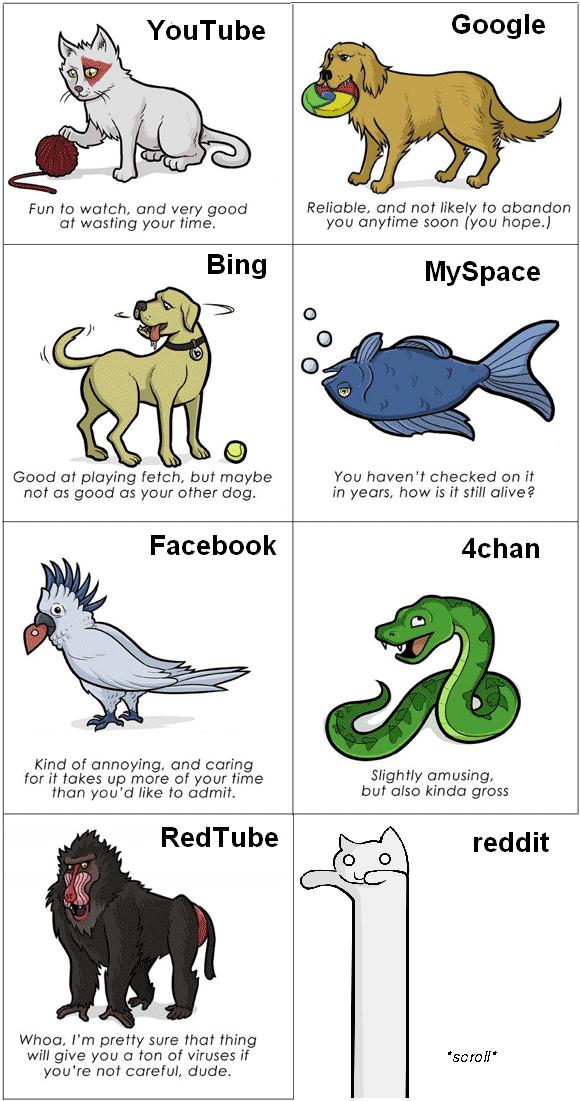 YouTube
Fun to watch, and very good
at wasting your time.
Google
Reliable, and not likely to abandon
you anytime soon (you hope.)
Bing
Good at playing fetch, but maybe
not as good as your other dog.
MySpace
You haven't checked on it
in years, how is it still alive?
Facebook
Kind of annoying, and caring
for it takes up more of your time
than you'd like to admit.
4chan
Slightly amusing,
but also kinda gross
RedTube
Whoa, I'm pretty sure that thing
will give you a ton of viruses if
you're not careful, dude.
reddit
*scroll*